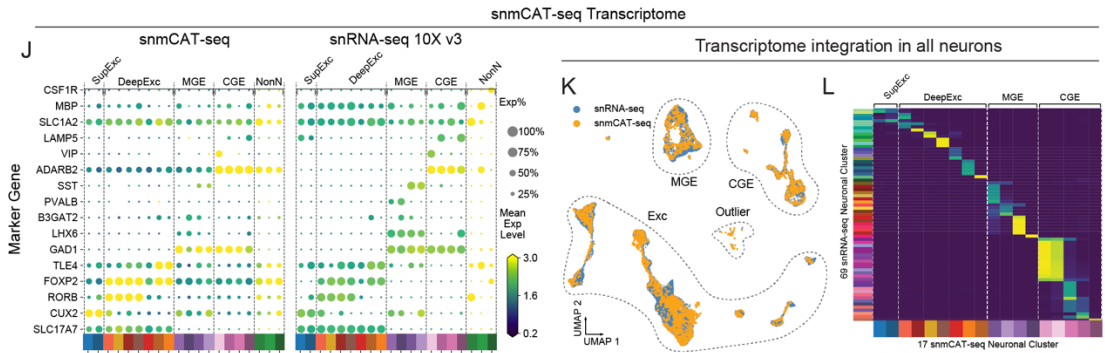 snmCAT-seq Transcriptome
J
snmCAT-seq
snRNA-seq 10X v3
SupExc
DeepExc
MGE
CGE
NonN
SupExc
DeepExc
MGE
CGE
NonN
Marker Gene
CSF1R
MBP
SLC1A2
LAMP5
VIP
ADARB2
SST
PVALB
B3GAT2
LHX6
GAD1
TLE4
FOXP2
RORB
CUX2
SLC17A7
Exp%
100%
75%
50%
25%
Mean
Exp
Level
3.0
0.2
Transcriptome integration in all neurons
K
snRNA-seq
snmCAT-seq
MGE
CGE
Exc
Outlier
UMAP 2
UMAP 1
L
SupExc
DeepExc
MGE
CGE
69 snRNA-seq Neuronal Cluster
17 snmCAT-seq Neuronal Cluster